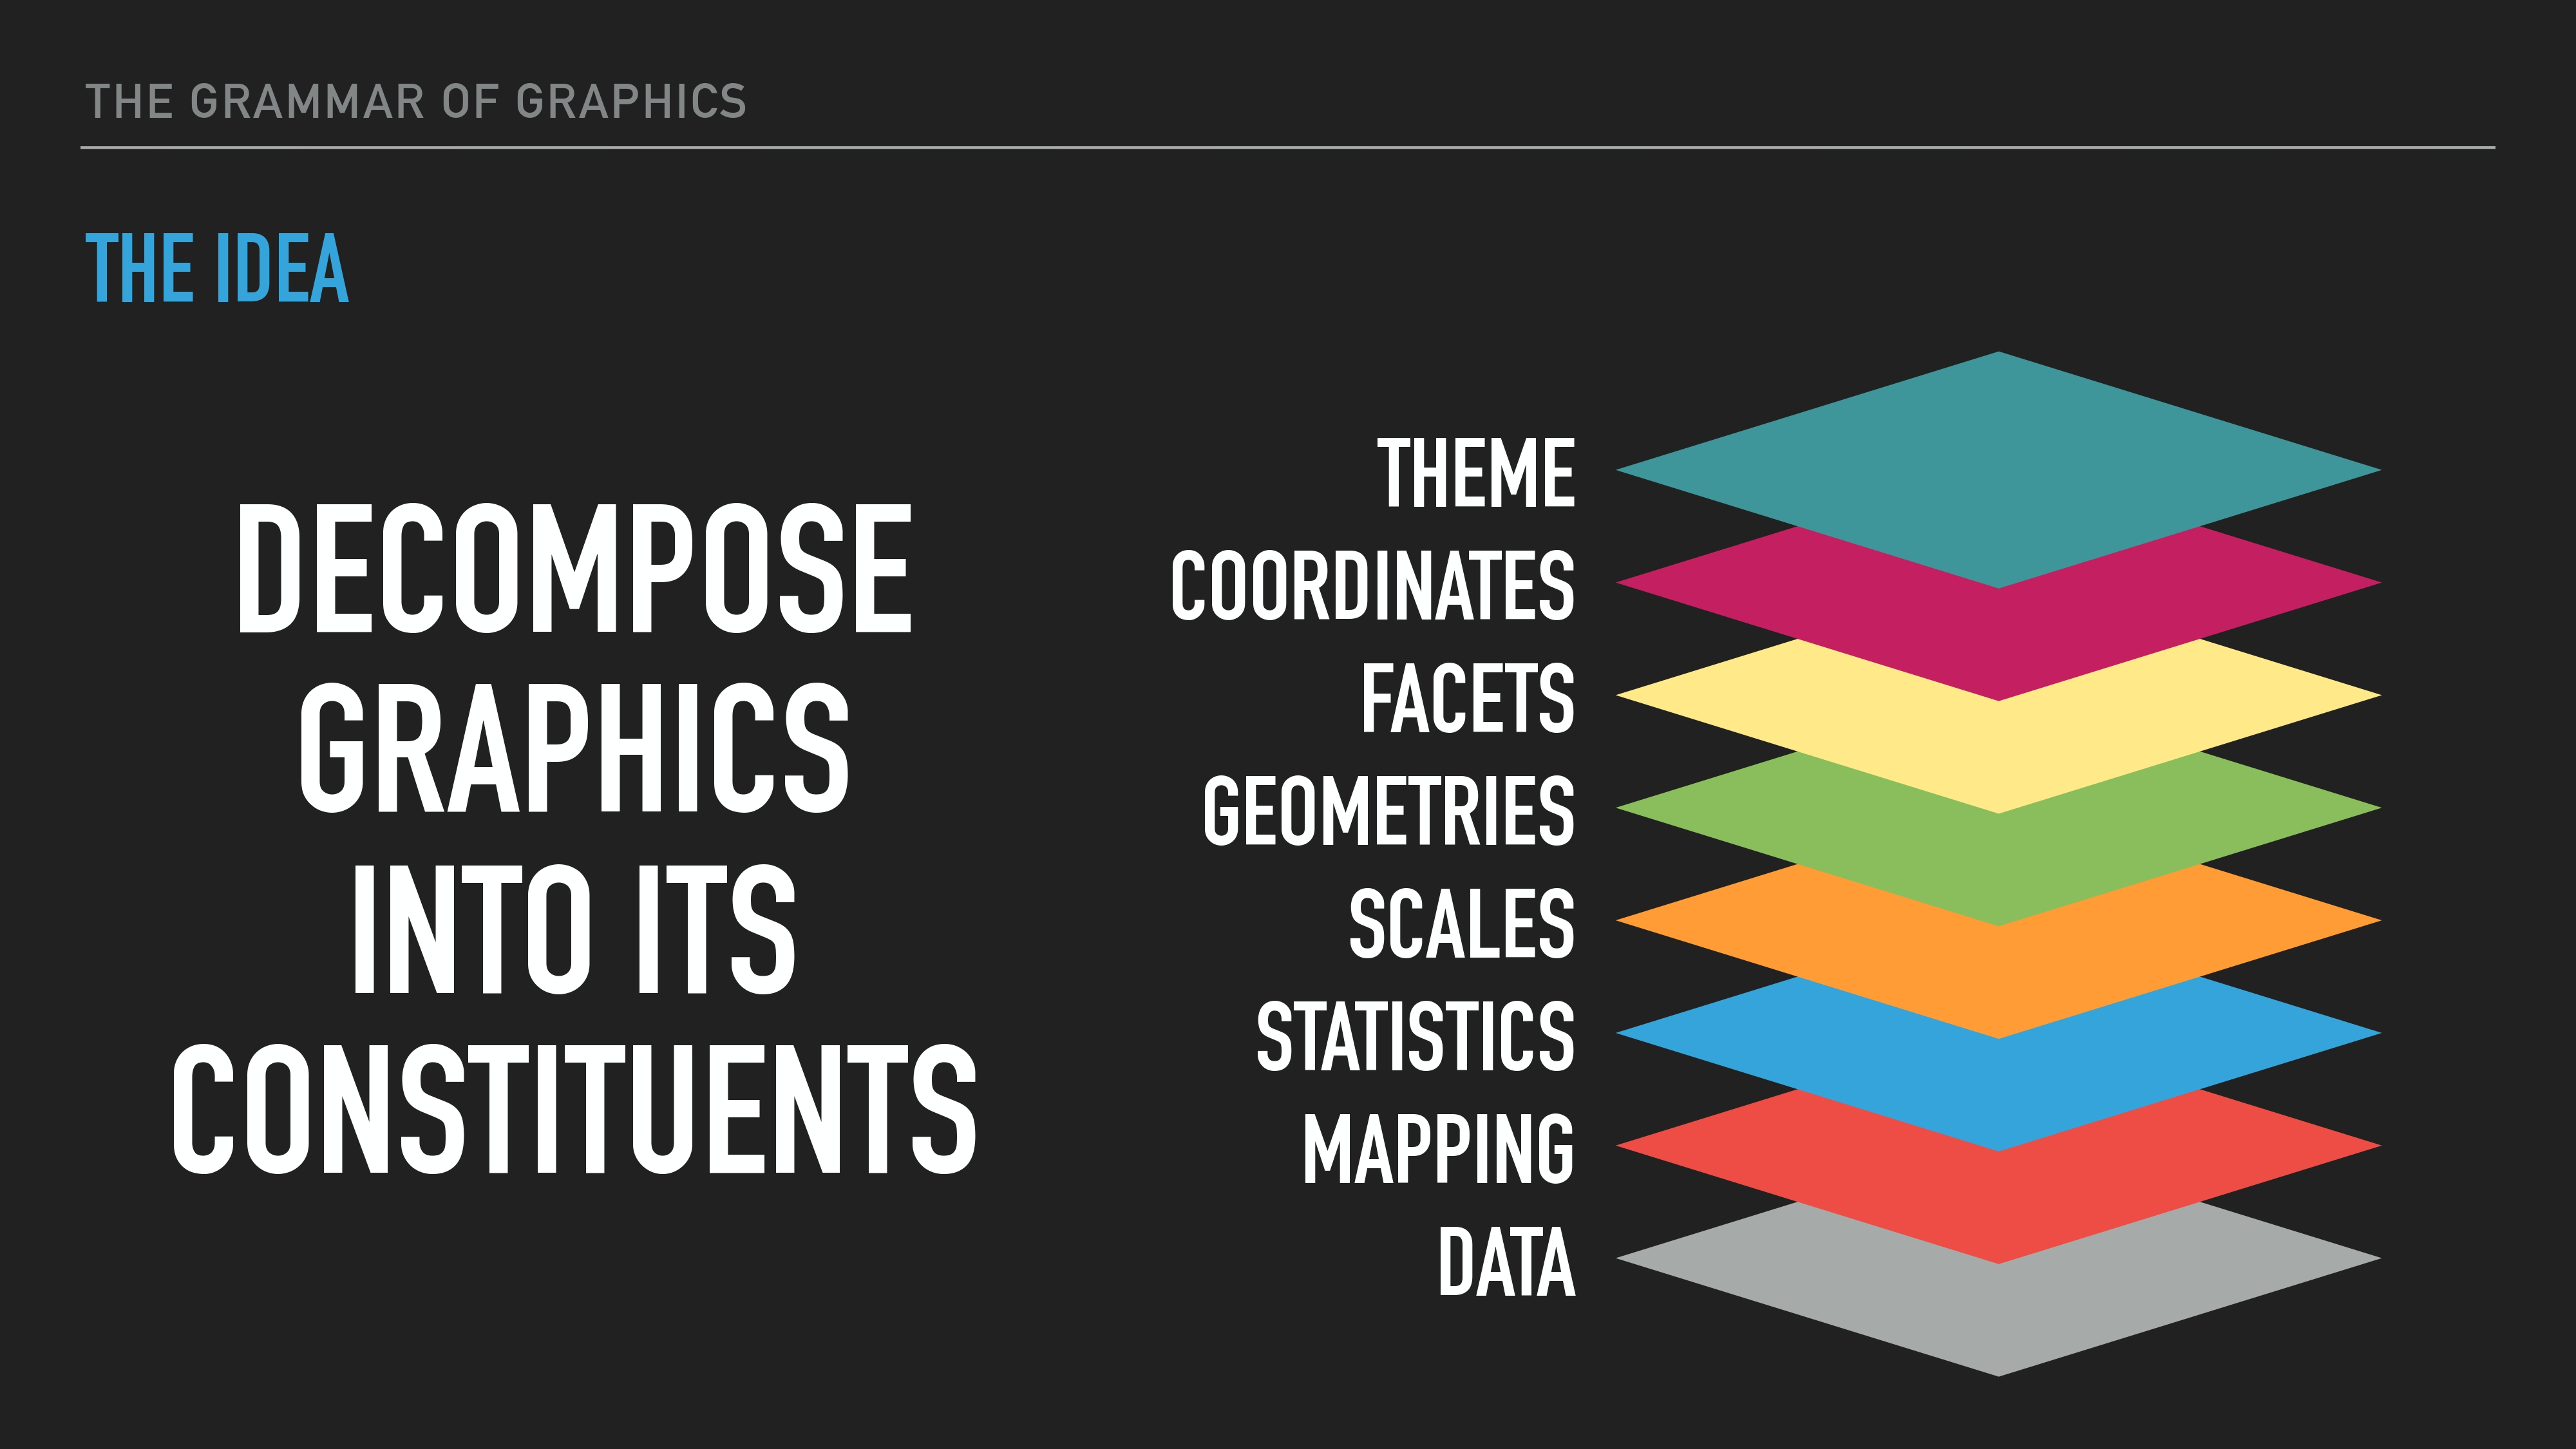 THE GRAMMAR OF GRAPHICS
THE IDEA
DECOMPOSE
GRAPHICS
INTO ITS
CONSTITUENTS
THEME
COORDINATES
FACETS
GEOMETRIES
SCALES
STATISTICS
MAPPING
DATA